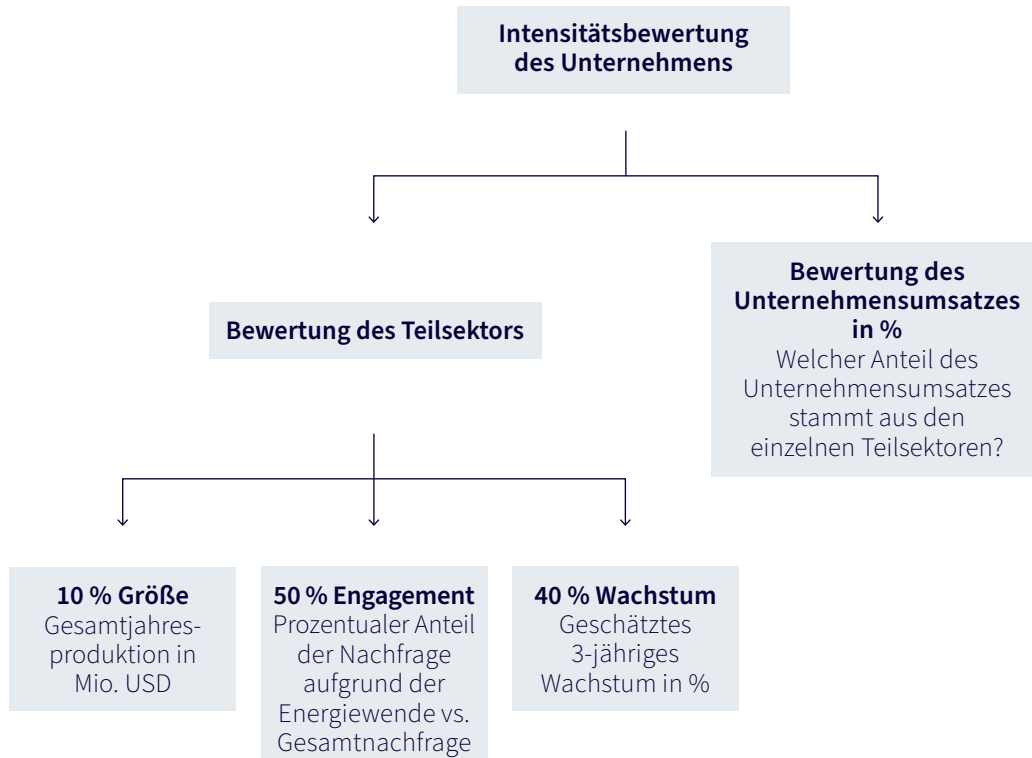 Intensitätsbewertung
des Unternehmens
Bewertung des Teilsektors
Bewertung des
Unternehmensumsatzes
in %
Welcher Anteil des
Unternehmensumsatzes
stammt aus den
einzelnen Teilsektoren?
10 % Größe
Gesamtjahres-
produktion in
Mio. USD
50 % Engagement
Prozentualer Anteil
der Nachfrage
aufgrund der
Energiewende vs.
Gesamtnachfrage
40 % Wachstum
Geschätztes
3-jähriges
Wachstum in %